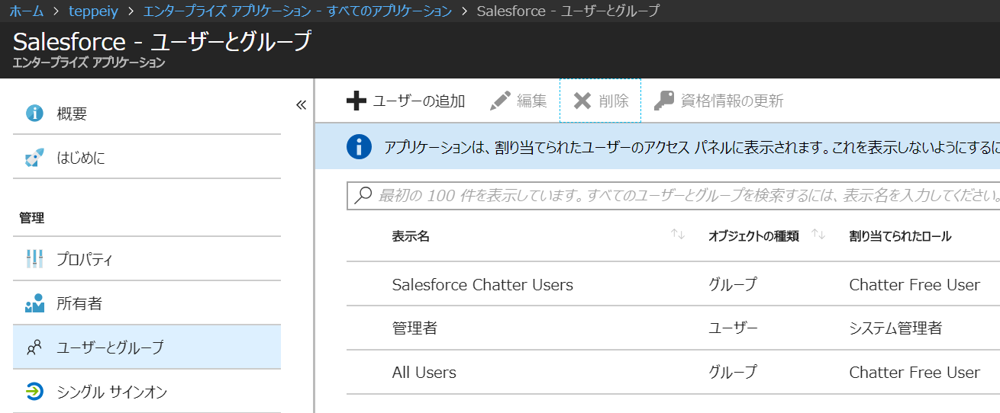 ホーム > teppeiy > エンタープライズ アプリケーション - すべてのアプリケーション > Salesforce - ユーザーとグループ
Salesforce - ユーザーとグループ
エンタープライズ アプリケーション
概要
はじめに
管理
プロパティ
所有者
ユーザーとグループ
シングル サインオン
ユーザーの追加 編集 削除 資格情報の更新
アプリケーションは、割り当てられたユーザーのアクセス パネルに表示されます。これを表示しないようにするに
最初の 100 件を表示しています。すべてのユーザーとグループを検索するには、表示名を入力してください。
表示名 オブジェクトの種類 割り当てられたロール
Salesforce Chatter Users グループ Chatter Free User
管理者 ユーザー システム管理者
All Users グループ Chatter Free User